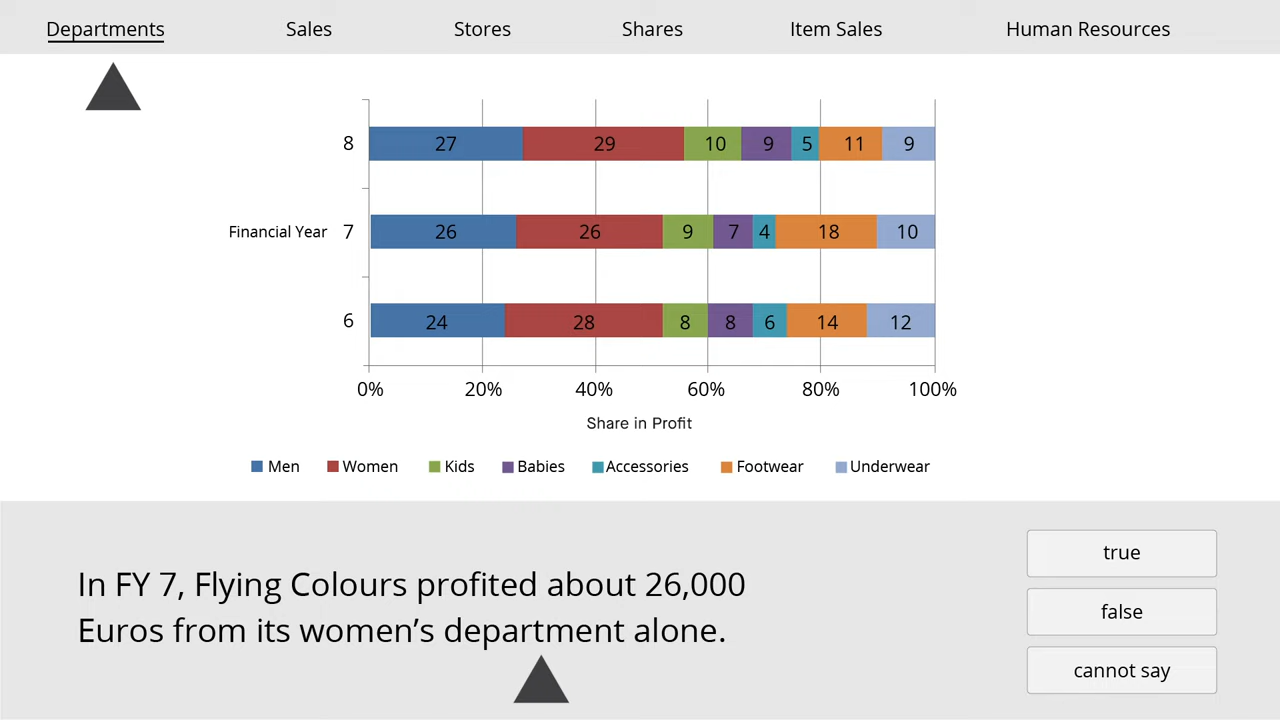 Departments Sales Stores Shares Item Sales Human Resources
8 27 29 10 9 5 11 9
Financial Year 7 26 26 9 7 4 18 10
6 24 28 8 8 6 14 12
0% 20% 40% 60% 80% 100%
Share in Profit
Men Women Kids Babies Accessories Footwear Underwear
In FY 7, Flying Colours profited about 26,000
Euros from its women’s department alone.
true
false
cannot say